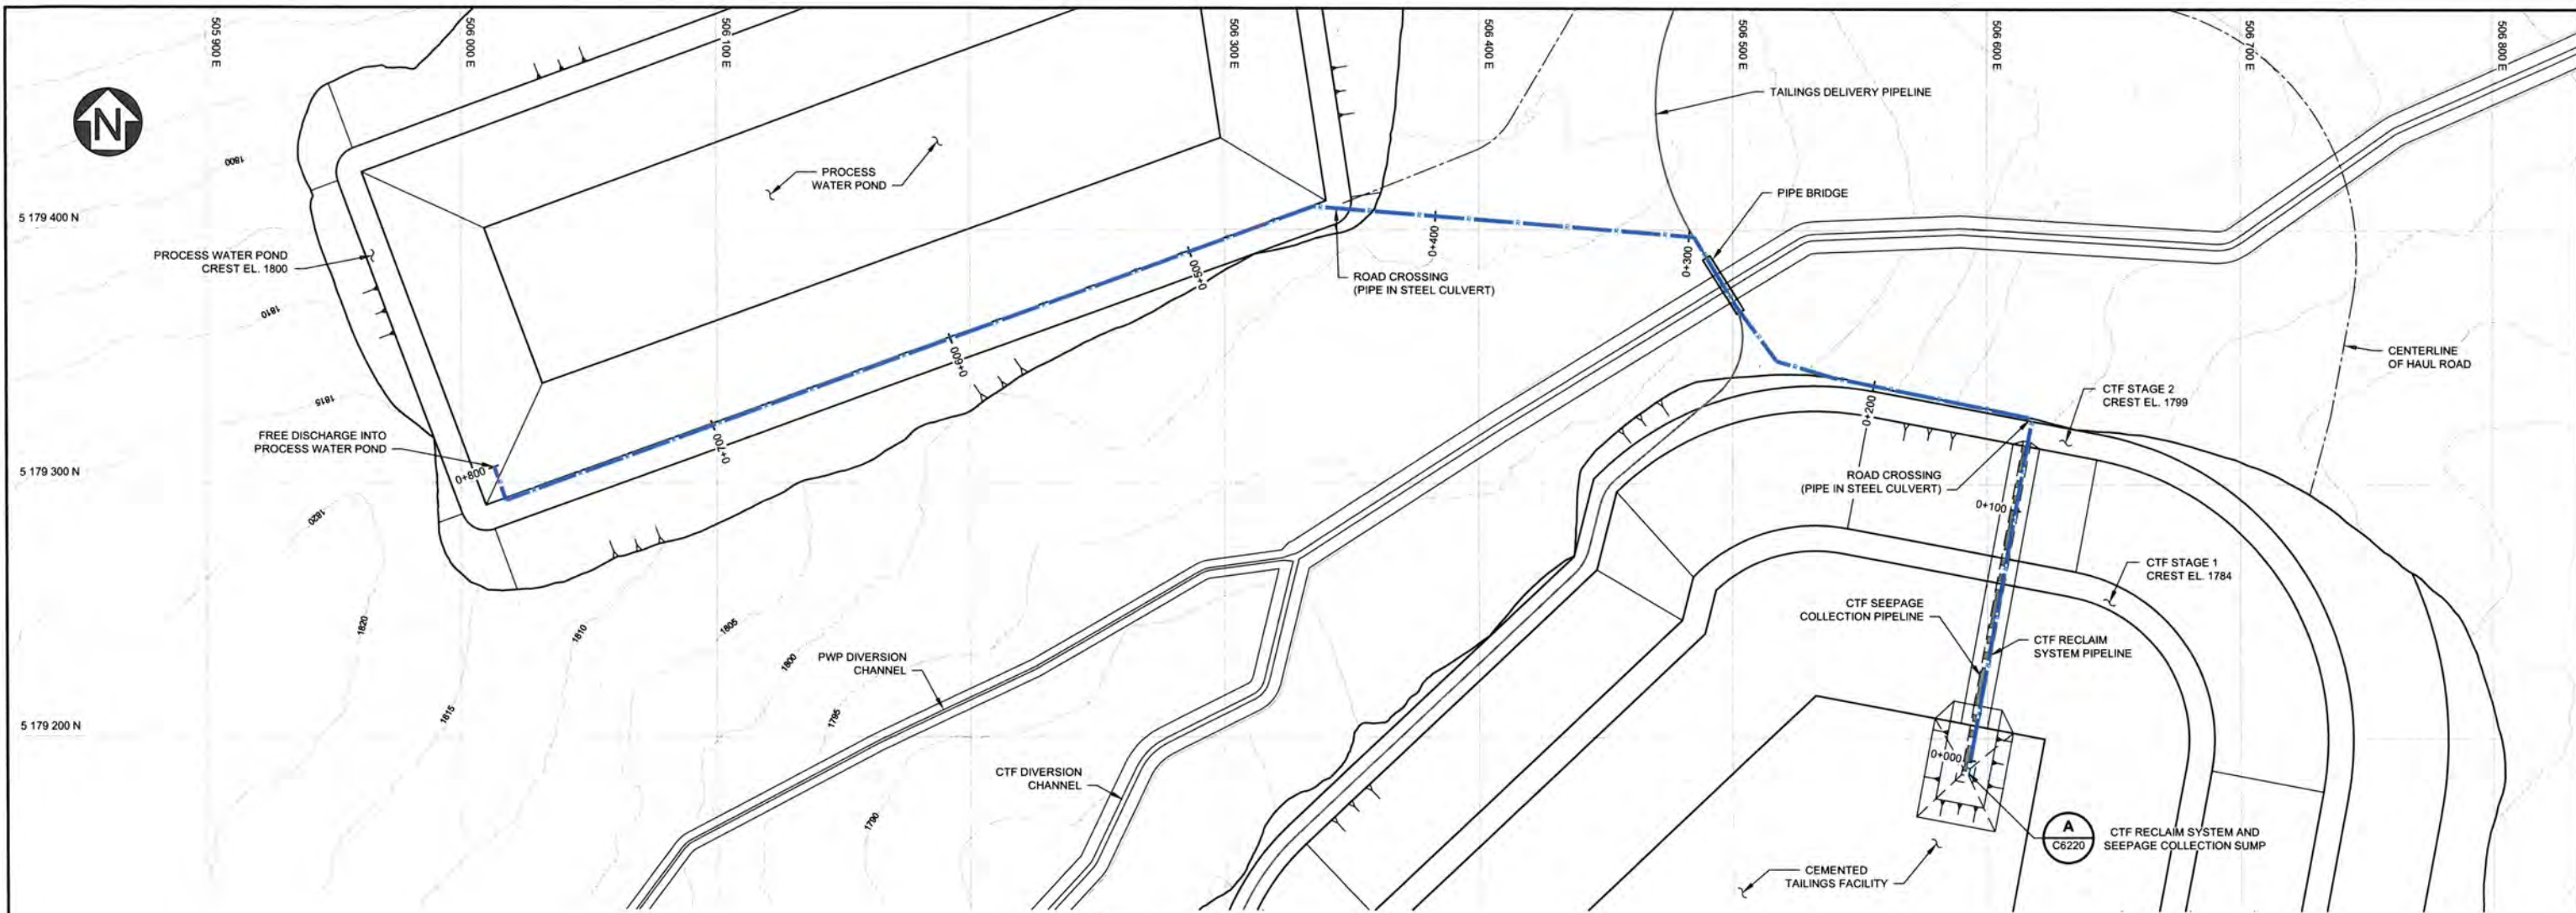 505 900 E
506 000 E
506 100 E
506 300 E
506 400 E
506 500 E
506 600 E
506 700 E
506 800 E
N
TAILINGS DELIVERY PIPELINE
1800
PROCESS
WATER POND
PIPE BRIDGE
5 179 400 N
0+400
0+300
PROCESS WATER POND
CREST EL. 1800
0+500
ROAD CROSSING
(PIPE IN STEEL CULVERT)
1810
0+600
CENTERLINE
OF HAUL ROAD
CTF STAGE 2
CREST EL. 1799
1815
0+200
0+700
FREE DISCHARGE INTO
PROCESS WATER POND
0+800
5 179 300 N
ROAD CROSSING
(PIPE IN STEEL CULVERT)
0+100
1820
CTF STAGE 1
CREST EL. 1784
CTF SEEPAGE
COLLECTION PIPELINE
1820
1810
1805
CTF RECLAIM
SYSTEM PIPELINE
1800
PWP DIVERSION
CHANNEL
1815
1795
5 179 200 N
0+000
CTF DIVERSION
CHANNEL
1790
A
C6220
CTF RECLAIM SYSTEM AND
SEEPAGE COLLECTION SUMP
CEMENTED
TAILINGS FACILITY